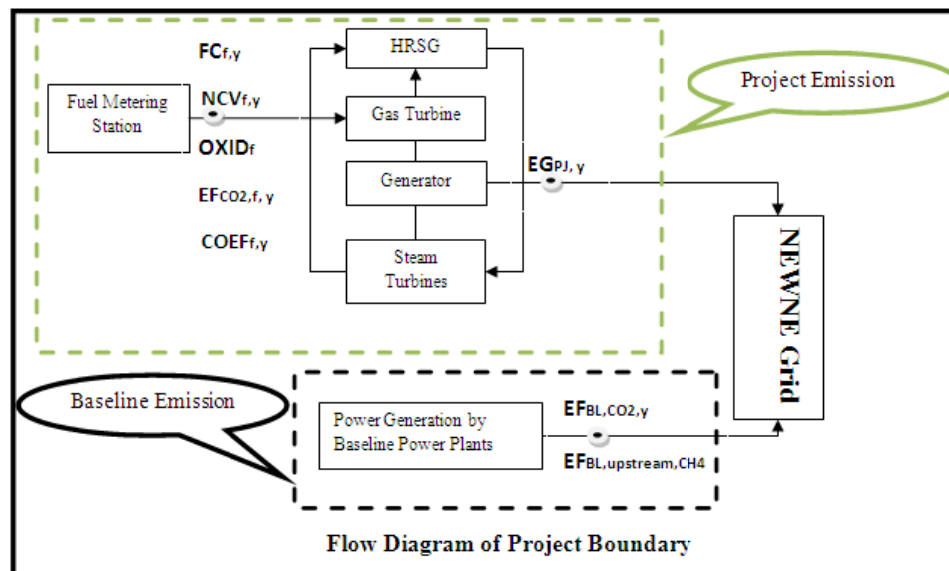 FCf,y
HRSG
Project Emission
Fuel Metering
Station
NCVf,y
Gas Turbine
OXIDf
Generator
EGPJ, y
EFCO2,f, y
COEFf,y
Steam
Turbines
NEWNE Grid
Baseline Emission
Power Generation by
Baseline Power Plants
EFBL,CO2,y
EFBL,upstream,CH4
Flow Diagram of Project Boundary